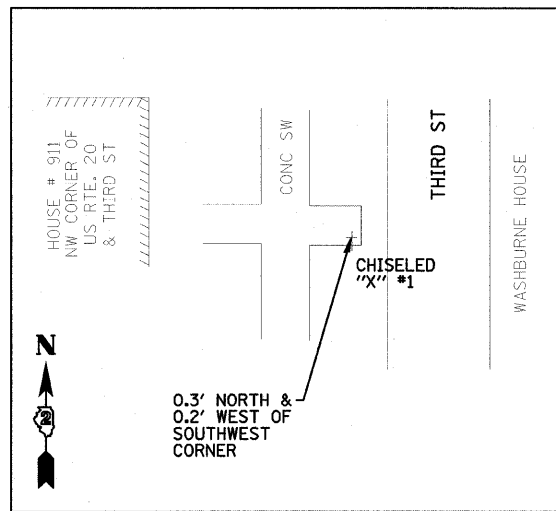 HOUSE # 911
NW CORNER OF
US RTE. 20
& THIRD ST
CONC SW
THIRD ST
WASHBURNE HOUSE
CHISELED
"X" #1
N
2
0.3' NORTH &
0.2' WEST OF
SOUTHWEST
CORNER